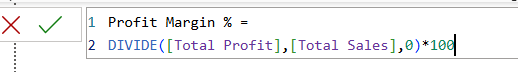 1 Profit Margin % =
2 DIVIDE([Total Profit],[Total Sales],0)*100